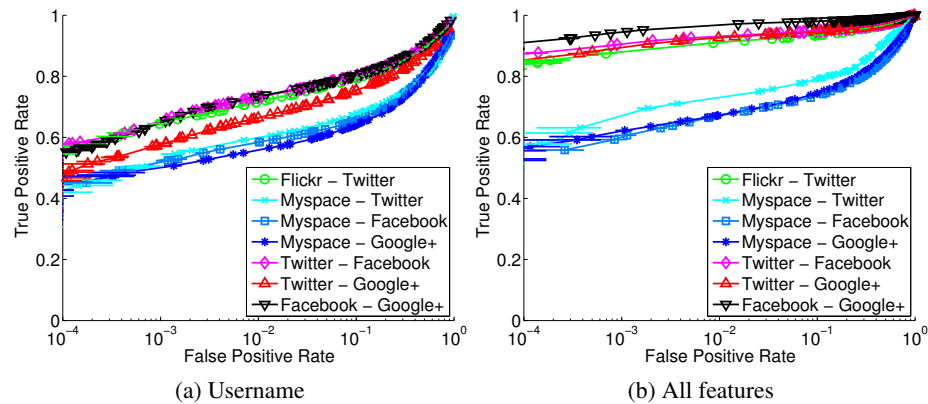 1
0.8
0.6
0.4
0.2
0
True Positive Rate
10⁻⁴
10⁻³
10⁻²
10⁻¹
10⁰
False Positive Rate
Flickr − Twitter
Myspace − Twitter
Myspace − Facebook
Myspace − Google+
Twitter − Facebook
Twitter − Google+
Facebook − Google+
(a) Username
1
0.8
0.6
0.4
0.2
0
True Positive Rate
10⁻⁴
10⁻³
10⁻²
10⁻¹
10⁰
False Positive Rate
Flickr − Twitter
Myspace − Twitter
Myspace − Facebook
Myspace − Google+
Twitter − Facebook
Twitter − Google+
Facebook − Google+
(b) All features